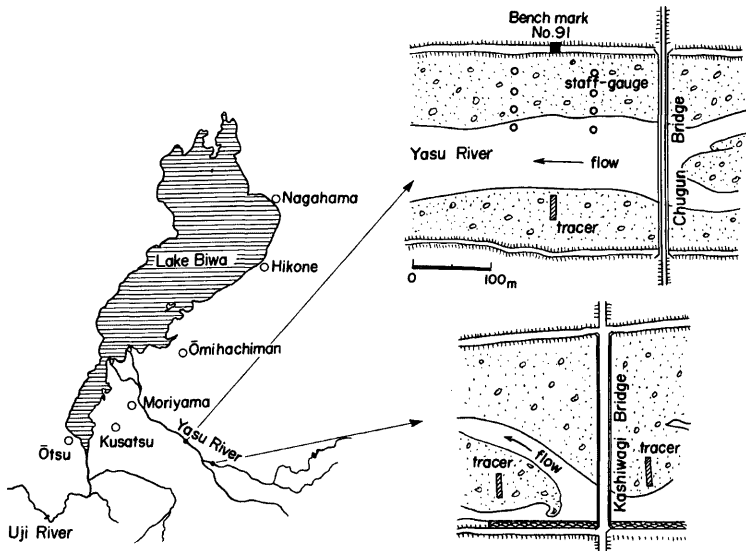 Bench mark
No.91
staff-gauge
Yasu River
flow
Chugun Bridge
tracer
0 100m
Nagahama
Lake Biwa
Hikone
Ōmihachiman
Moriyama
Yasu River
Kusatsu
Ōtsu
Uji River
Kashiwagi Bridge
tracer
flow
tracer